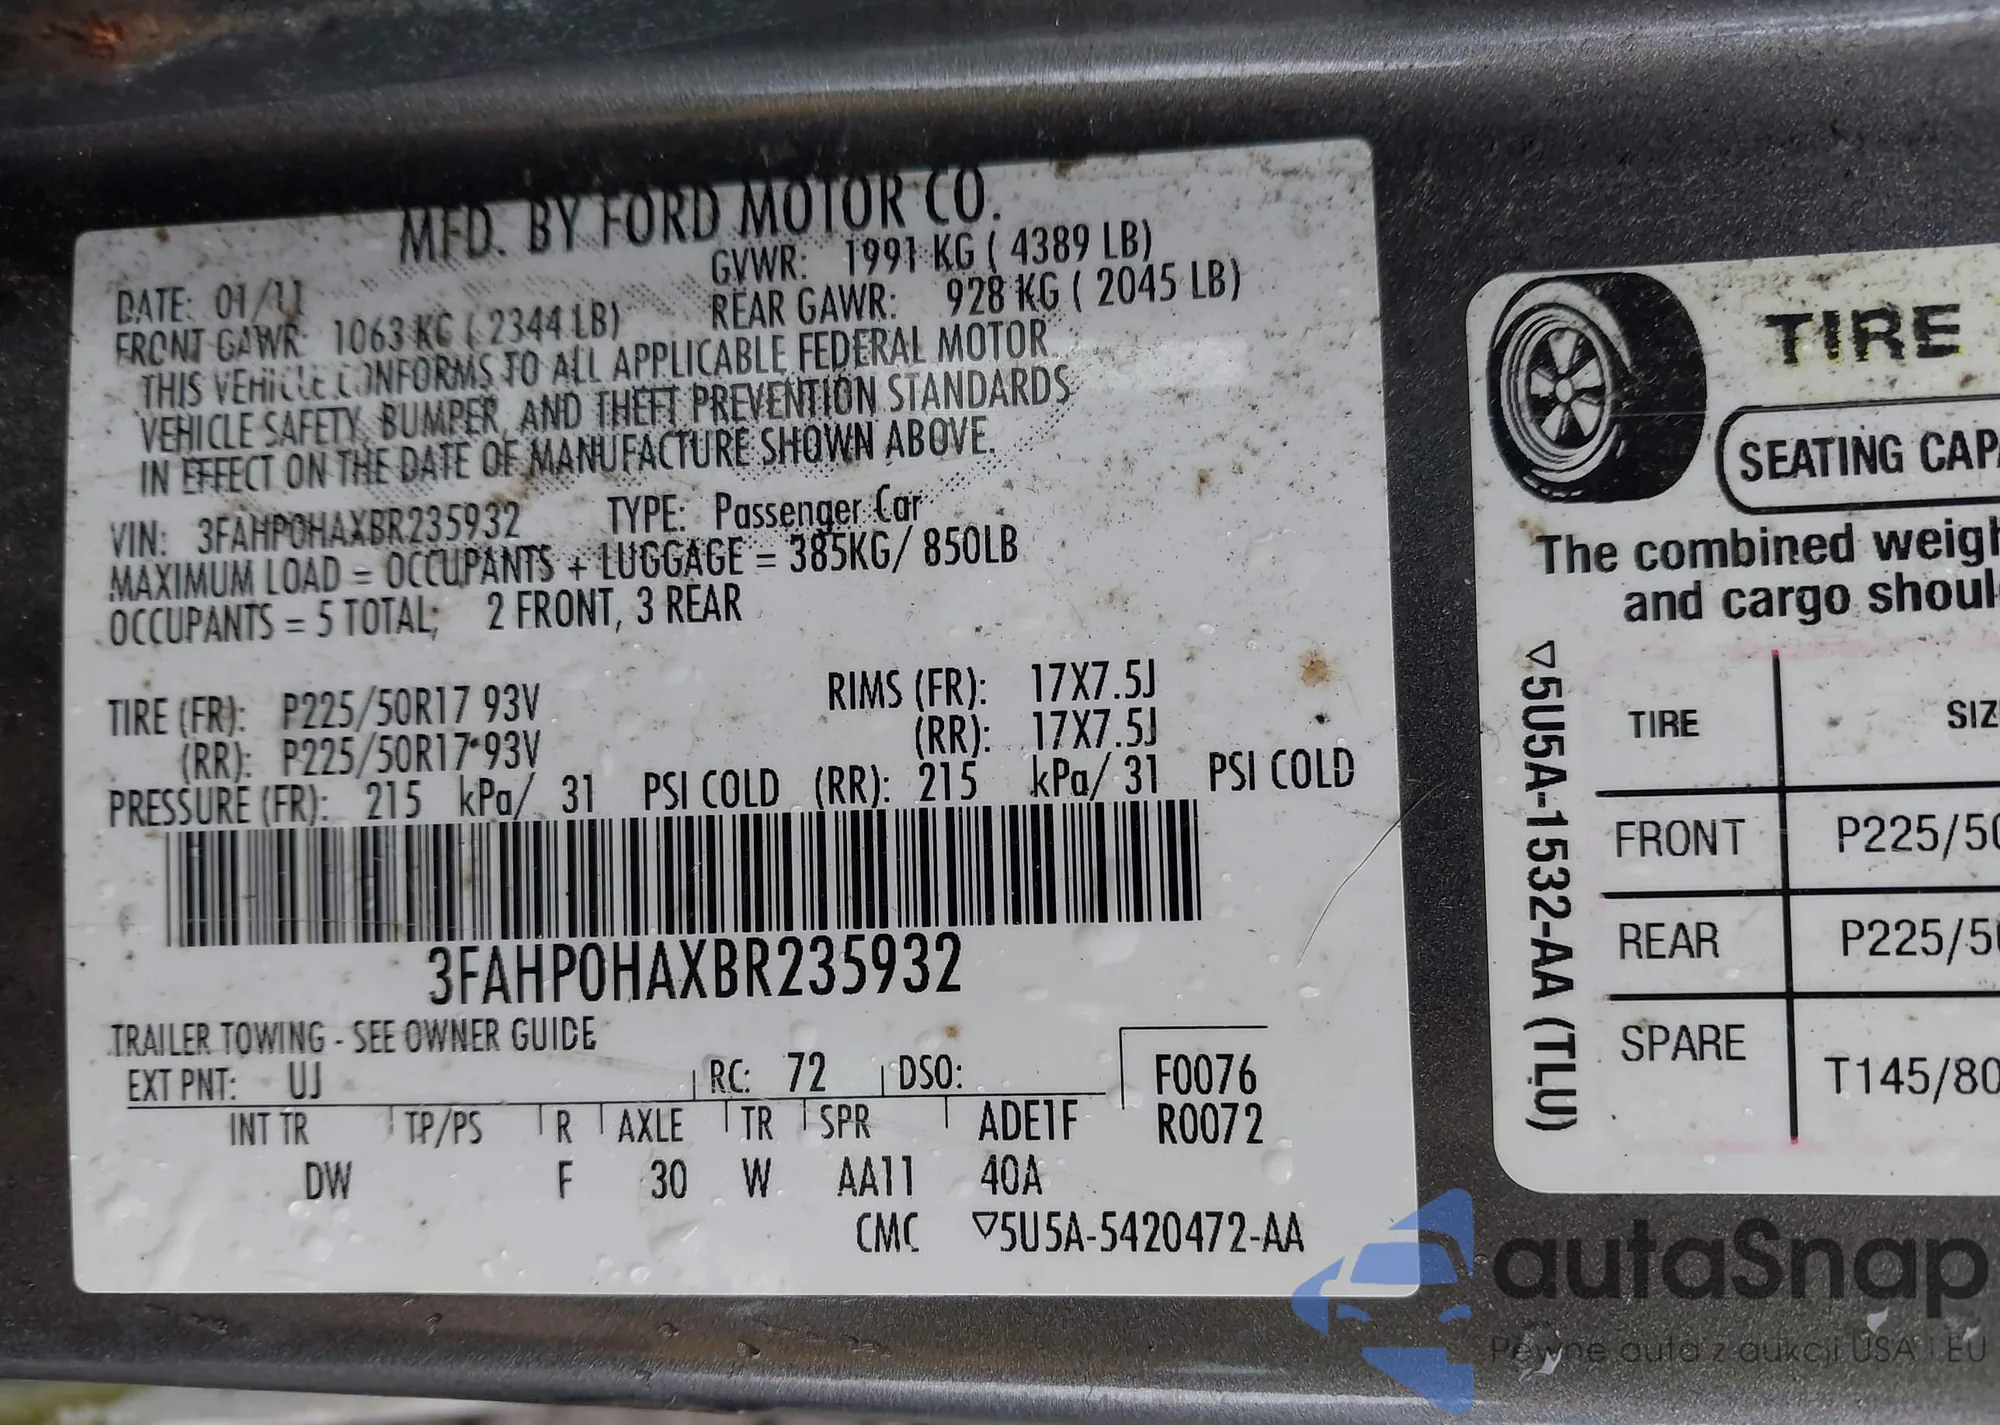 MFD. BY FORD MOTOR CO.
DATE: 01/11
GVWR: 1991 KG ( 4389 LB)
FRONT GAWR: 1063 KG ( 2344 LB)
REAR GAWR: 928 KG ( 2045 LB)
THIS VEHICLE CONFORMS TO ALL APPLICABLE FEDERAL MOTOR
VEHICLE SAFETY, BUMPER, AND THEFT PREVENTION STANDARDS
IN EFFECT ON THE DATE OF MANUFACTURE SHOWN ABOVE.
VIN: 3FAHP0HAXBR235932 TYPE: Passenger Car
MAXIMUM LOAD = OCCUPANTS + LUGGAGE = 385KG/ 850LB
OCCUPANTS = 5 TOTAL; 2 FRONT, 3 REAR
TIRE (FR): P225/50R17 93V RIMS (FR): 17X7.5J
(RR): P225/50R17 93V (RR): 17X7.5J
PRESSURE (FR): 215 kPa/ 31 PSI COLD (RR): 215 kPa/ 31 PSI COLD
3FAHP0HAXBR235932
TRAILER TOWING - SEE OWNER GUIDE
EXT PNT: UJ RC: 72 DSO: F0076
INT TR TP/PS R AXLE TR SPR ADE1F R0072
DW F 30 W AA11 40A
CMC ▽5U5A-5420472-AA
TIRE
SEATING CAPA
The combined weigh
and cargo shoul
▽5U5A-1532-AA (TLU)
TIRE SIZ
FRONT P225/50
REAR P225/50
SPARE T145/80
autaSnap
Pewne auta z aukcji USA i EU